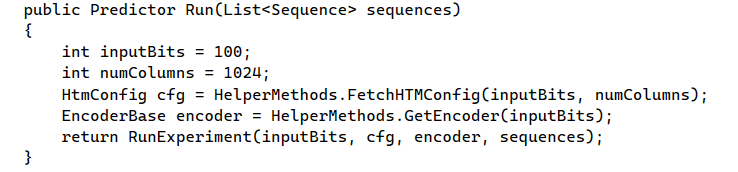 public Predictor Run(List<Sequence> sequences)
{
    int inputBits = 100;
    int numColumns = 1024;
    HtmConfig cfg = HelperMethods.FetchHTMConfig(inputBits, numColumns);
    EncoderBase encoder = HelperMethods.GetEncoder(inputBits);
    return RunExperiment(inputBits, cfg, encoder, sequences);
}